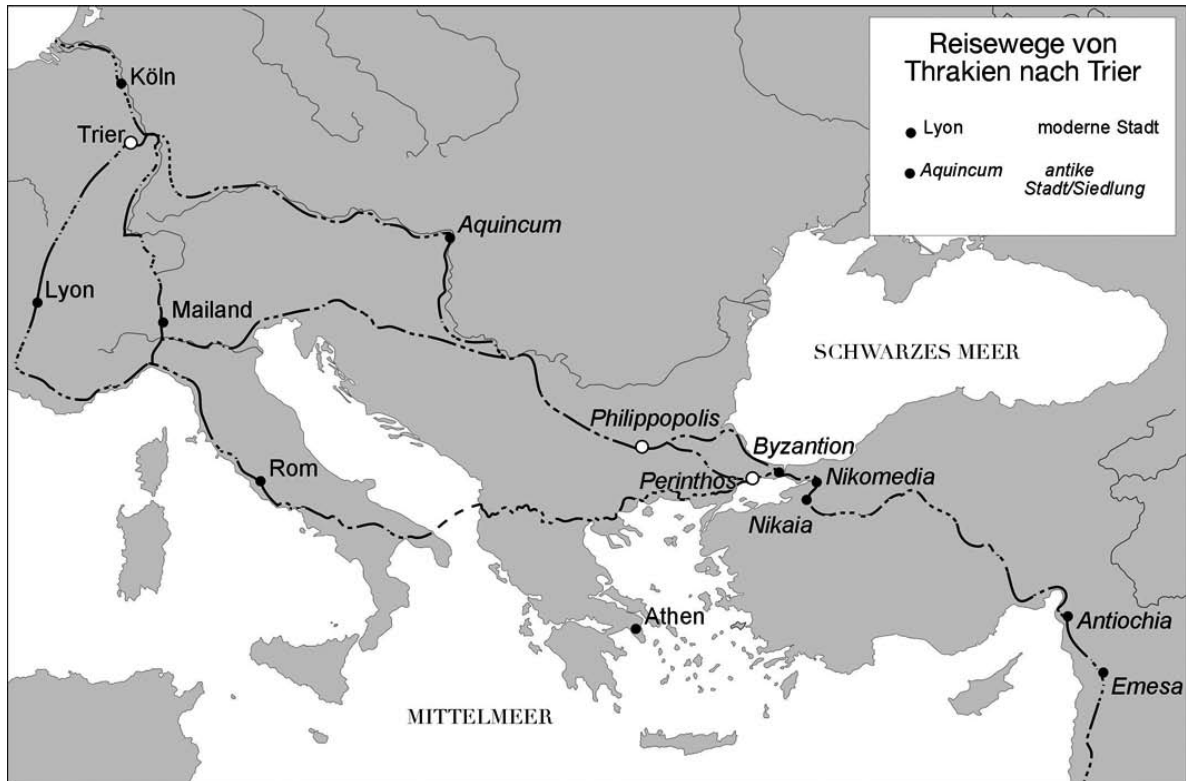 Reisewege von
Thrakien nach Trier
Lyon moderne Stadt
Aquincum antike
Stadt/Siedlung
Köln
Trier
Aquincum
Lyon
Mailand
SCHWARZES MEER
Philippopolis
Byzantion
Rom
Perinthos
Nikomedia
Nikaia
Athen
Antiochia
Emesa
MITTELMEER